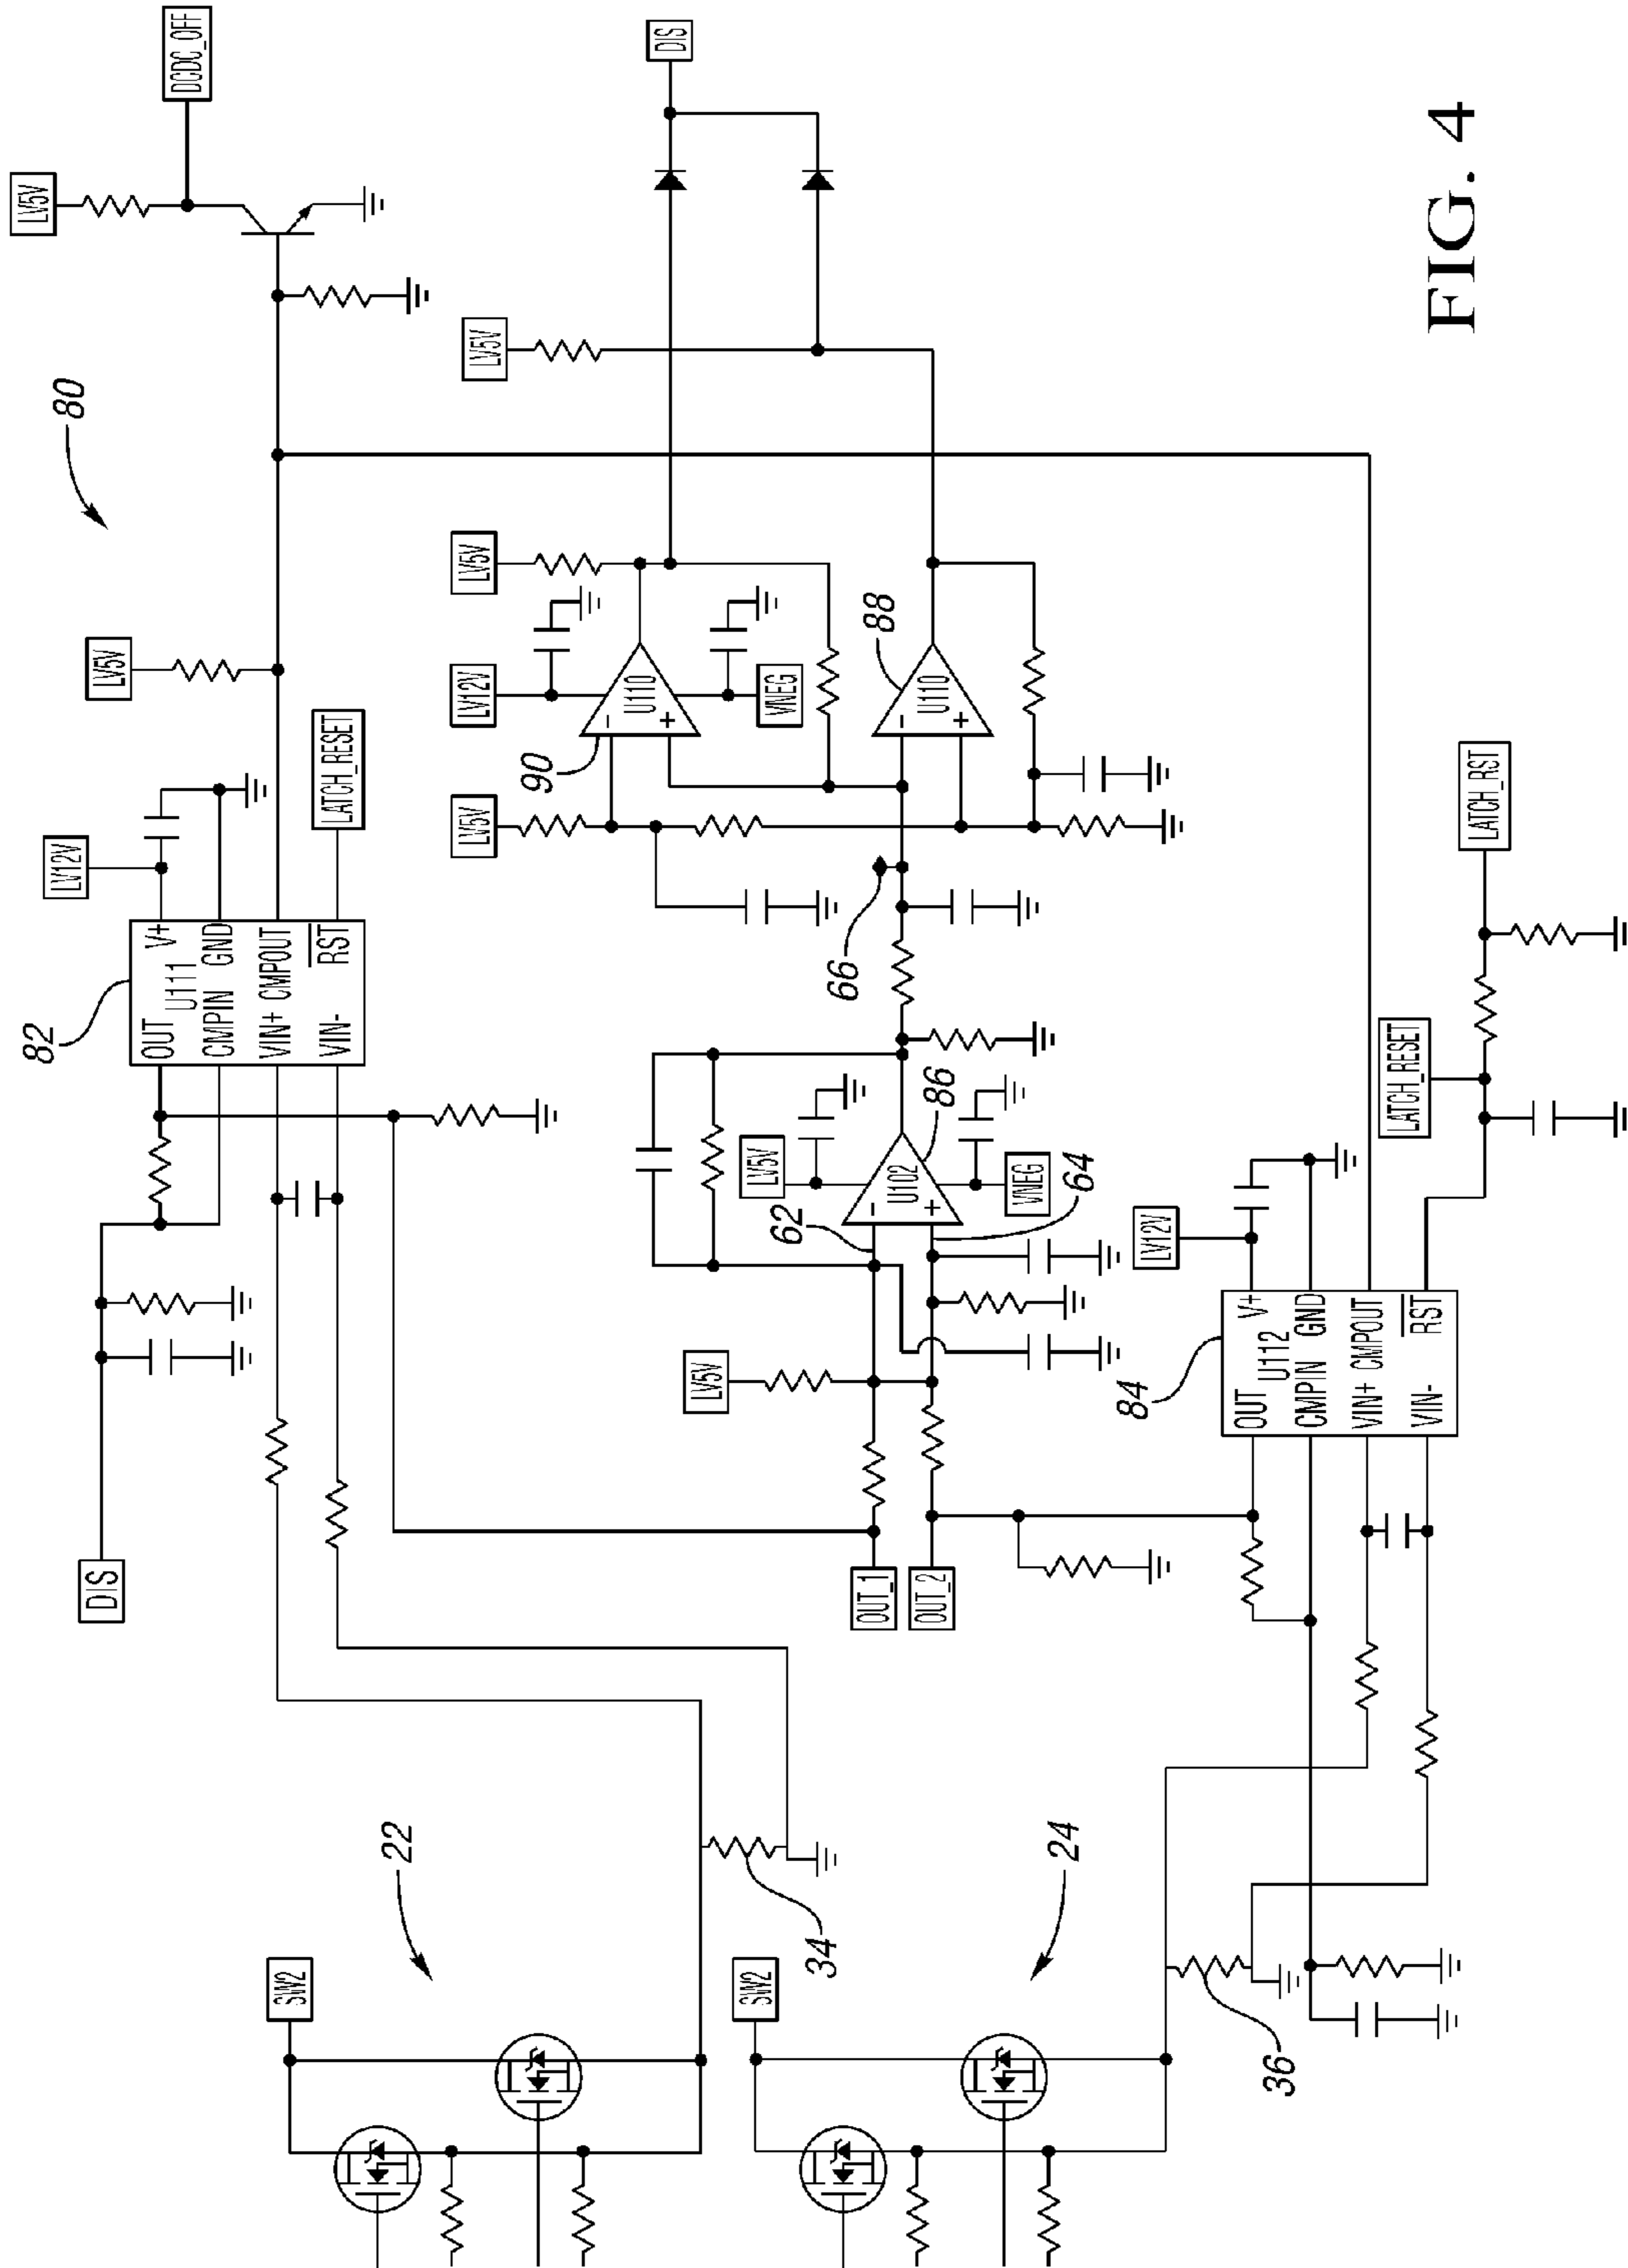 80
LV5V
DCDC_OFF
LV5V
LV12V
LATCH_RESET
82
OUT V+
U111
CMPIN GND
VIN+ CMPOUT
VIN- RST
DIS
LV5V
LV5V
DIS
LV12V
90
U110
-
+
VNEG
LV5V
88
U110
-
+
66
LV5V
86
U102
-
+
62
64
VNEG
LV5V
OUT_1
OUT_2
22
SW2
34
24
SW2
36
84
LV12V
OUT V+
U112
CMPIN GND
VIN+ CMPOUT
VIN- RST
LATCH_RESET
LATCH_RST
FIG. 4